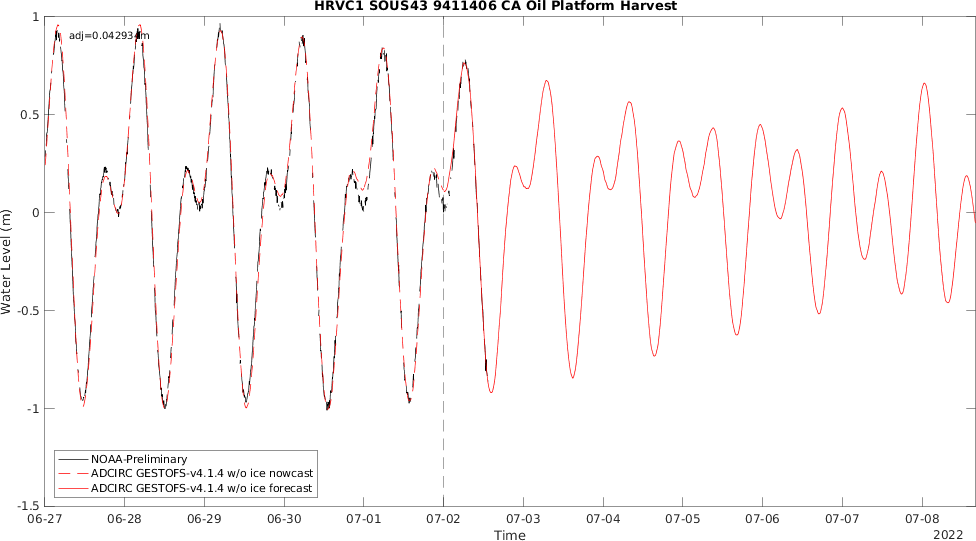 HRVC1 SOUS43 9411406 CA Oil Platform Harvest
adj=0.042934m
Water Level (m)
1
0.5
0
-0.5
-1
-1.5
NOAA-Preliminary
ADCIRC GESTOFS-v4.1.4 w/o ice nowcast
ADCIRC GESTOFS-v4.1.4 w/o ice forecast
06-27 06-28 06-29 06-30 07-01 07-02 07-03 07-04 07-05 07-06 07-07 07-08
Time
2022